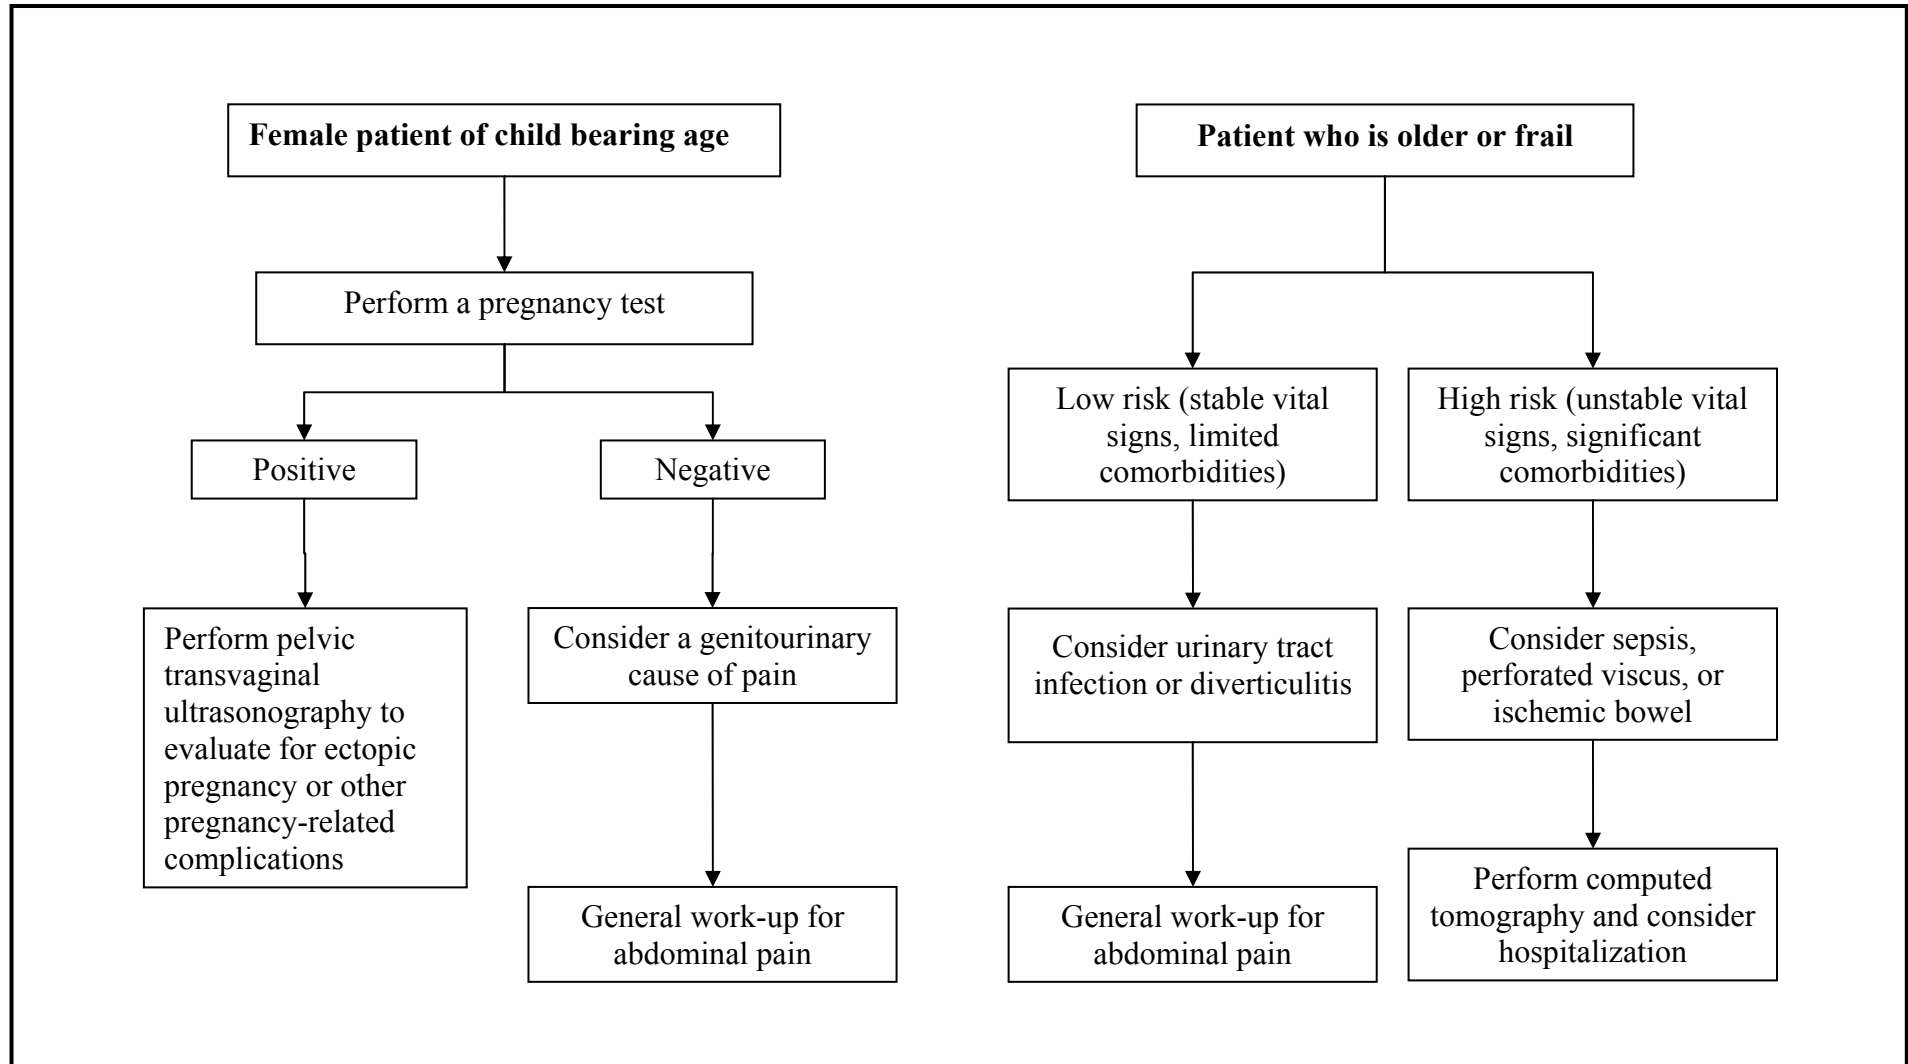 Female patient of child bearing age
Perform a pregnancy test
Positive
Negative
Perform pelvic
transvaginal
ultrasonography to
evaluate for ectopic
pregnancy or other
pregnancy-related
complications
Consider a genitourinary
cause of pain
General work-up for
abdominal pain
Patient who is older or frail
Low risk (stable vital
signs, limited
comorbidities)
High risk (unstable vital
signs, significant
comorbidities)
Consider urinary tract
infection or diverticulitis
Consider sepsis,
perforated viscus, or
ischemic bowel
General work-up for
abdominal pain
Perform computed
tomography and consider
hospitalization